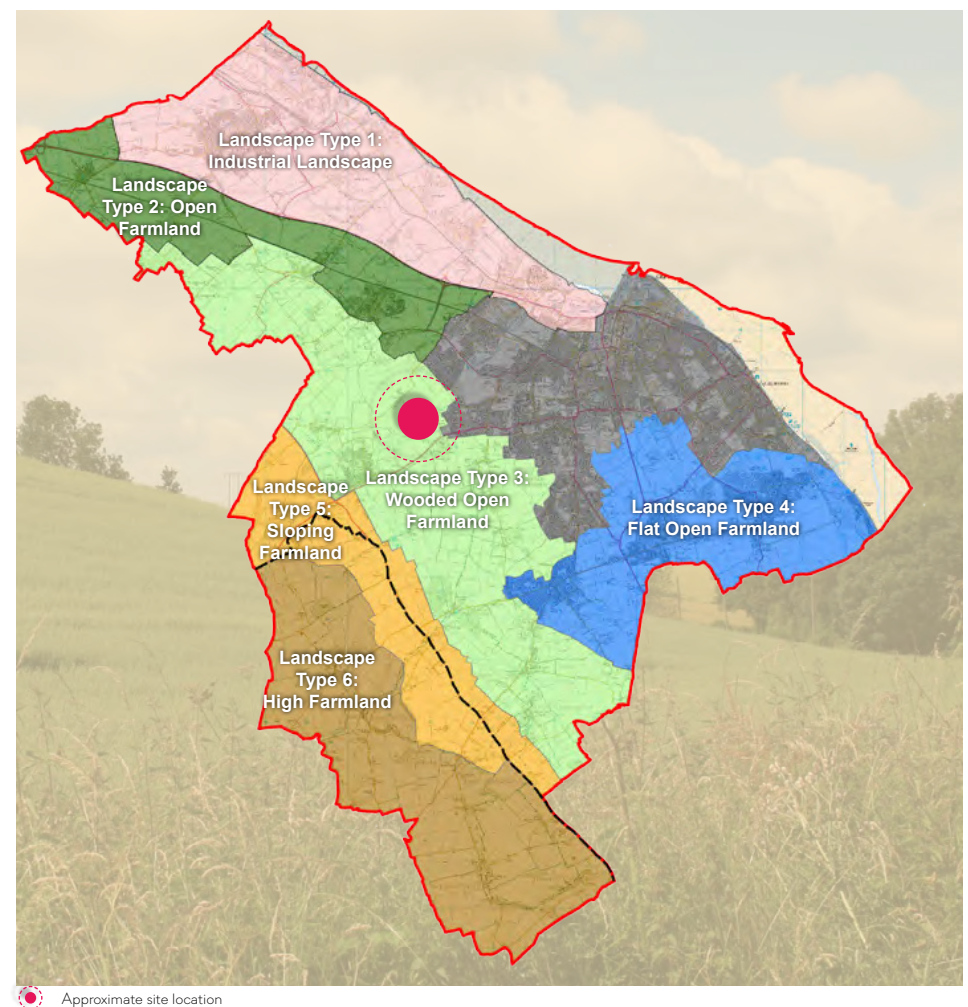 Landscape Type 1:
Industrial Landscape
Landscape
Type 2: Open
Farmland
Landscape Type 3:
Wooded Open
Farmland
Landscape
Type 5:
Sloping
Farmland
Landscape Type 4:
Flat Open Farmland
Landscape
Type 6:
High Farmland
Approximate site location